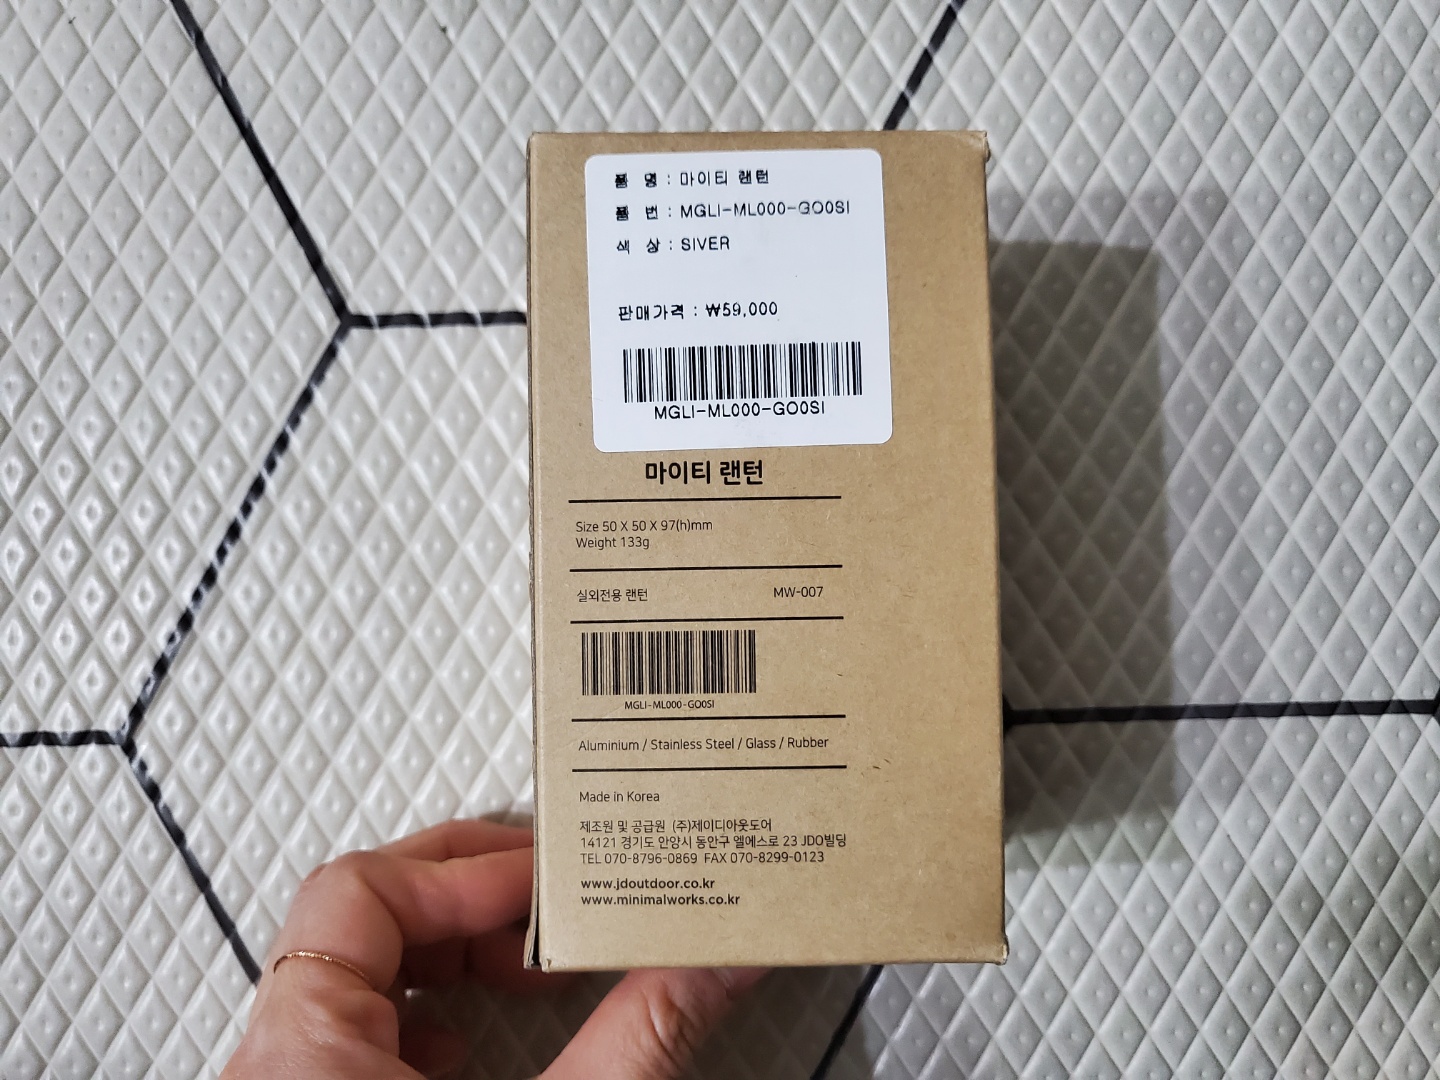 품 명 : 마이티 랜턴
품 번 : MGLI-ML000-GO0SI
색 상 : SIVER
판매가격 : ₩59,000
MGLI-ML000-GO0SI
마이티 랜턴
Size 50 X 50 X 97(h)mm
Weight 133g
실외전용 랜턴 MW-007
MGLI-ML000-GO0SI
Aluminium / Stainless Steel / Glass / Rubber
Made in Korea
제조원 및 공급원 (주)제이디아웃도어
14121 경기도 안양시 동안구 엘에스로 23 JDO빌딩
TEL 070-8796-0869 FAX 070-8299-0123
www.jdoutdoor.co.kr
www.minimalworks.co.kr